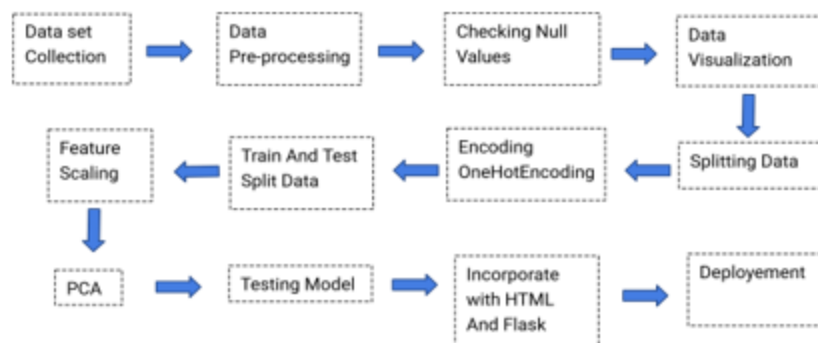 Data set
Collection
Data
Pre-processing
Checking Null
Values
Data
Visualization
Splitting Data
Encoding
OneHotEncoding
Train And Test
Split Data
Feature
Scaling
PCA
Testing Model
Incorporate
with HTML
And Flask
Deployement